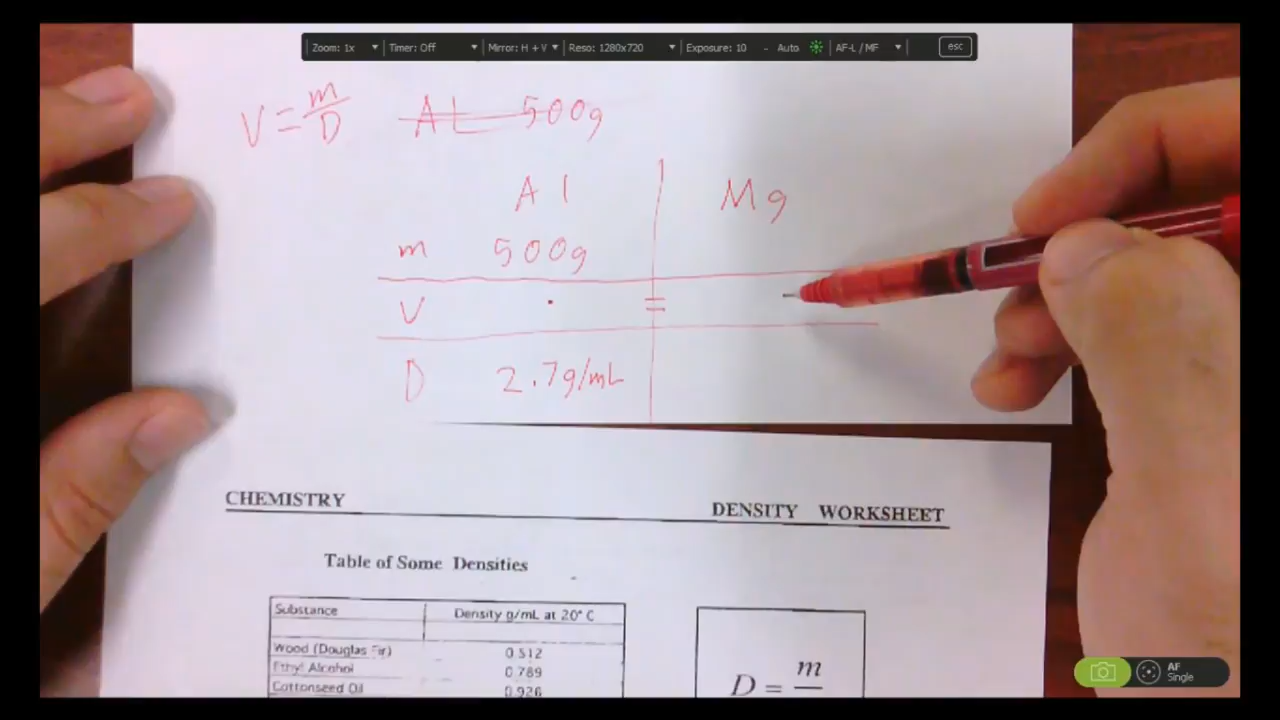 Zoom: 1x Timer: Off Mirror: H + V Reso: 1280x720 Exposure: 10 - Auto AF-L / MF esc
V = m/D Al 500g
Al Mg
m 500g
V =
D 2.7g/mL
CHEMISTRY DENSITY WORKSHEET
Table of Some Densities
Substance Density g/mL at 20° C
Wood (Douglas Fir) 0.512
Ethyl Alcohol 0.789
Cottonseed Oil 0.926
D = m
AF
Single